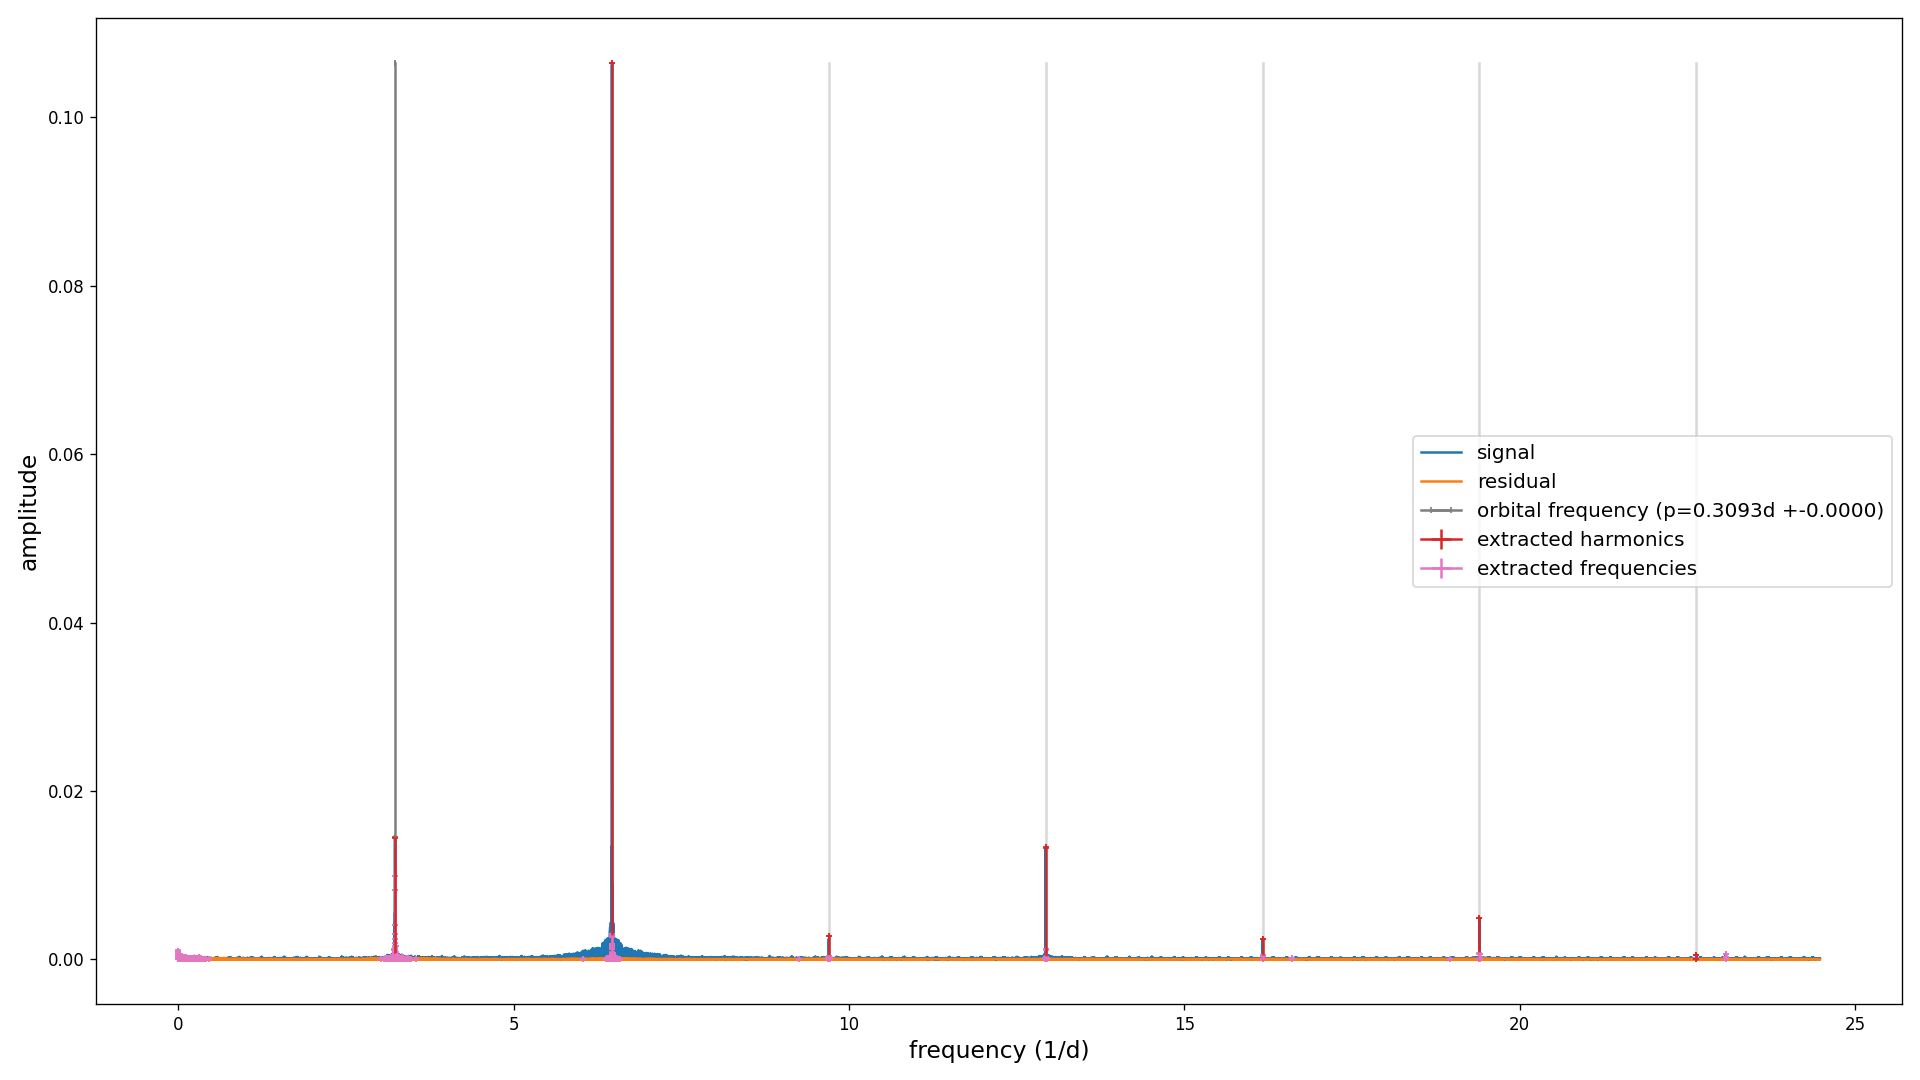 0.10
0.08
0.06
0.04
0.02
0.00
amplitude
signal
residual
orbital frequency (p=0.3093d +-0.0000)
extracted harmonics
extracted frequencies
0 5 10 15 20 25
frequency (1/d)